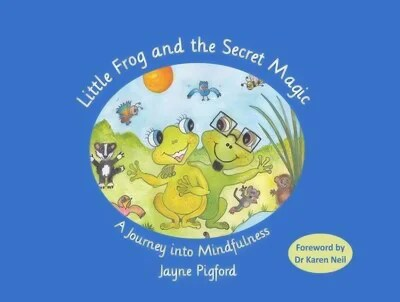 Little Frog and the Secret Magic
A Journey into Mindfulness
Jayne Pigford
Foreword by
Dr Karen Neil